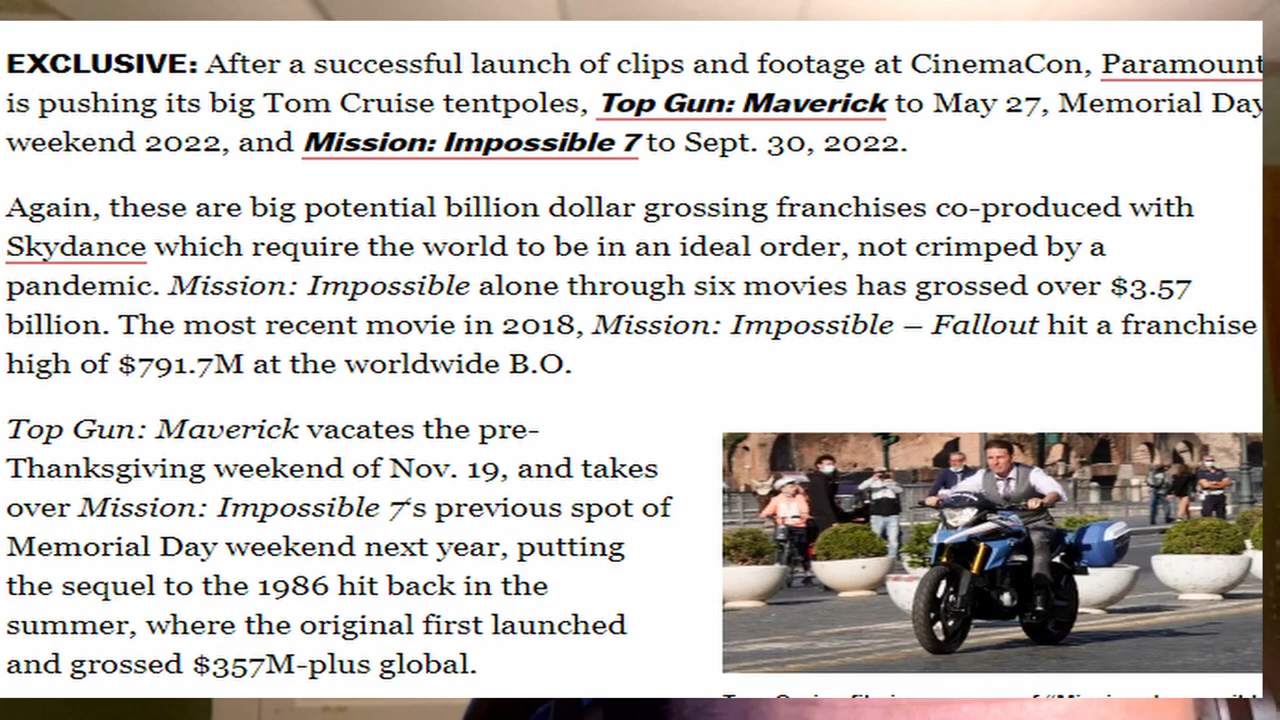 EXCLUSIVE: After a successful launch of clips and footage at CinemaCon, Paramount
is pushing its big Tom Cruise tentpoles, Top Gun: Maverick to May 27, Memorial Day
weekend 2022, and Mission: Impossible 7 to Sept. 30, 2022.
Again, these are big potential billion dollar grossing franchises co-produced with
Skydance which require the world to be in an ideal order, not crimped by a
pandemic. Mission: Impossible alone through six movies has grossed over $3.57
billion. The most recent movie in 2018, Mission: Impossible – Fallout hit a franchise
high of $791.7M at the worldwide B.O.
Top Gun: Maverick vacates the pre-
Thanksgiving weekend of Nov. 19, and takes
over Mission: Impossible 7's previous spot of
Memorial Day weekend next year, putting
the sequel to the 1986 hit back in the
summer, where the original first launched
and grossed $357M-plus global.